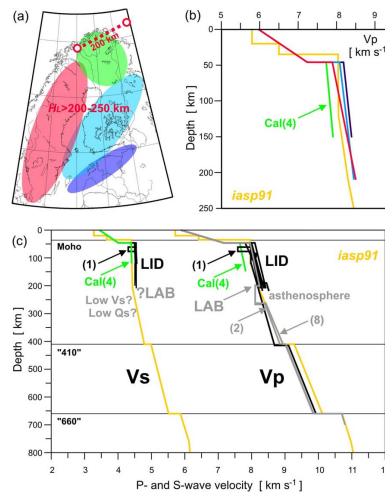 (a)
200 km
HL>200-250 km
(b)
Vp
[ km s-1]
5 6 7 8 9
Depth [ km ]
0
50
100
150
200
250
Cal(4)
iasp91
(c)
2 3 4 5 6 7 8 9 10 11 12
Depth [ km ]
0
Moho
100
200
300
400
500
600
700
800
(1)
LID
Cal(4)
?LAB
Low Vs?
Low Qs?
"410"
Vs
"660"
(1)
LID
iasp91
Cal(4)
LAB
asthenosphere
(2)
(8)
Vp
P- and S-wave velocity [ km s-1]